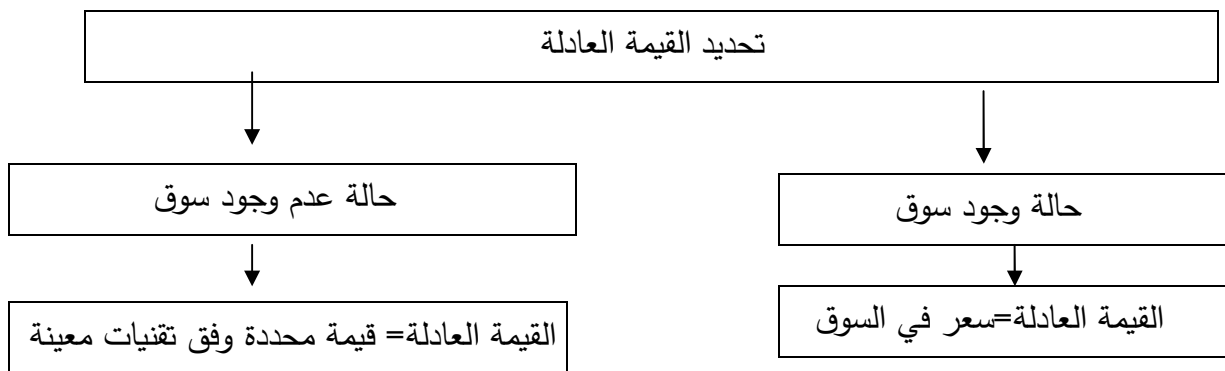 تحديد القيمة العادلة
حالة وجود سوق
حالة عدم وجود سوق
القيمة العادلة=سعر في السوق
القيمة العادلة= قيمة محددة وفق تقنيات معينة